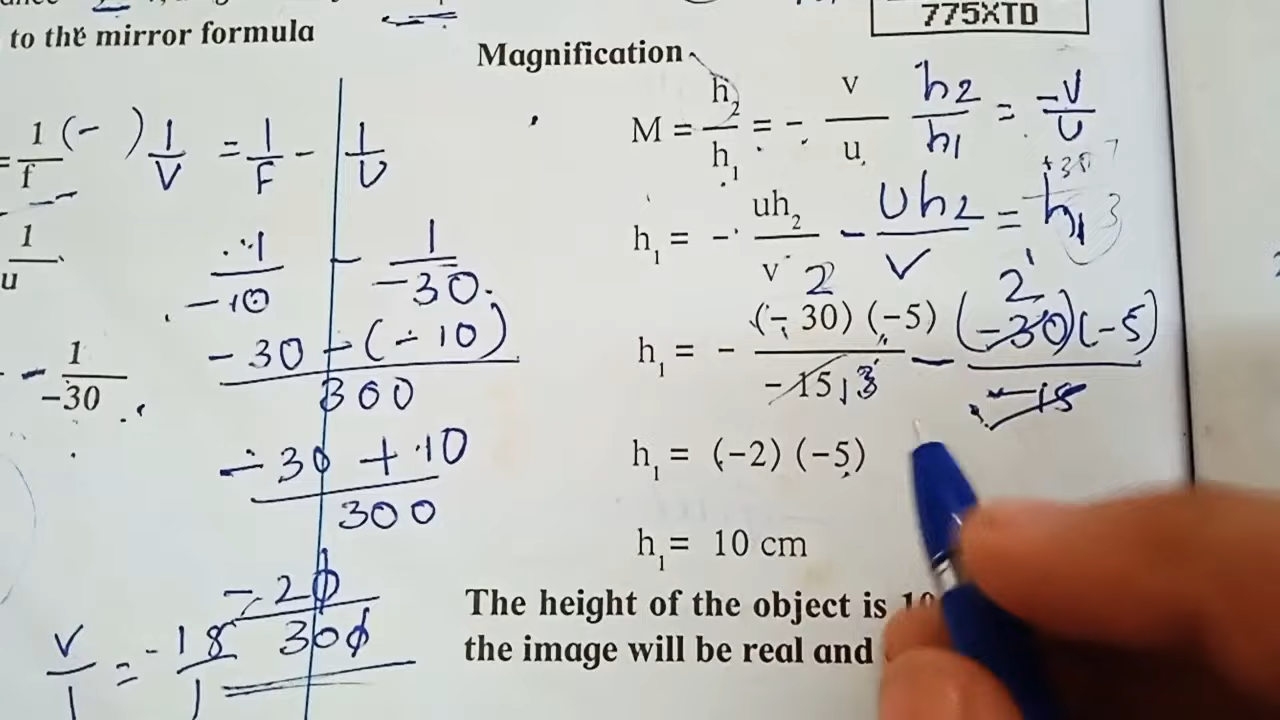 to the mirror formula
775XTD
Magnification
= 1/f (-) 1/V = 1/F - 1/U
1/u
1/-10 - 1/-30
- 1/-30
-30 - (-10) / 300
-30 + 10 / 300
-20 / 300
V/1 = -15/1
M = h2/h1 = - v/u h2/h1 = -V/U
h1 = - uh2/v - Uh2/V = h1
h1 = - (-30)(-5)/-15 - (-30)(-5)/-15
h1 = (-2) (-5)
h1 = 10 cm
The height of the object is 10
the image will be real and